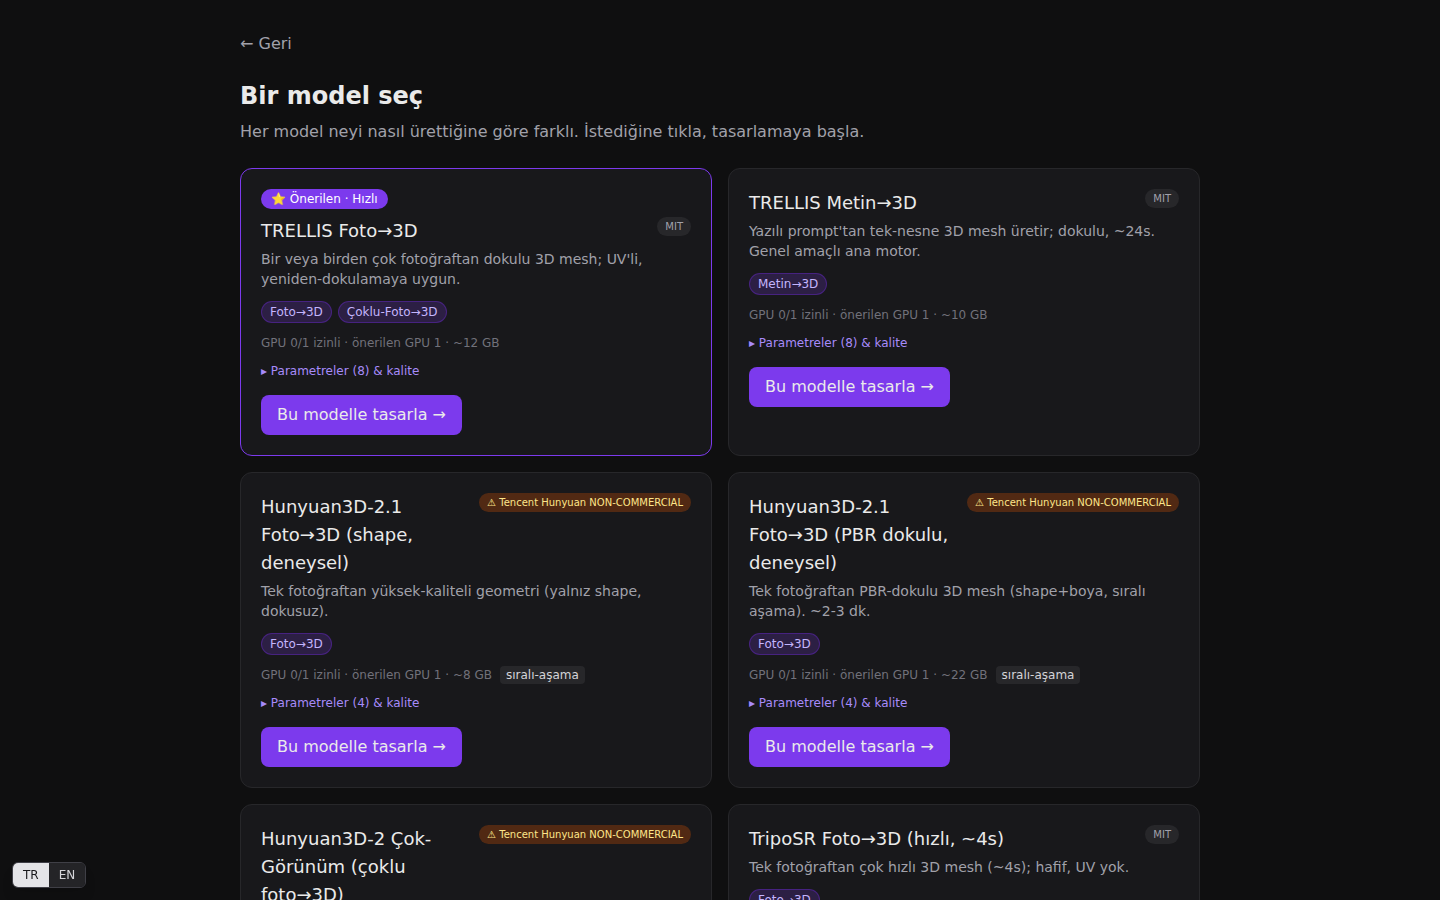 ← Geri
Bir model seç
Her model neyi nasıl ürettiğine göre farklı. İstediğine tıkla, tasarlamaya başla.
⭐ Önerilen · Hızlı
TRELLIS Foto→3D
MIT
Bir veya birden çok fotoğraftan dokulu 3D mesh; UV'li,
yeniden-dokulamaya uygun.
Foto→3D
Çoklu-Foto→3D
GPU 0/1 izinli · önerilen GPU 1 · ~12 GB
▸ Parametreler (8) & kalite
Bu modelle tasarla →
TRELLIS Metin→3D
MIT
Yazılı prompt'tan tek-nesne 3D mesh üretir; dokulu, ~24s.
Genel amaçlı ana motor.
Metin→3D
GPU 0/1 izinli · önerilen GPU 1 · ~10 GB
▸ Parametreler (8) & kalite
Bu modelle tasarla →
Hunyuan3D-2.1
Foto→3D (shape,
deneysel)
⚠ Tencent Hunyuan NON-COMMERCIAL
Tek fotoğraftan yüksek-kaliteli geometri (yalnız shape,
dokusuz).
Foto→3D
GPU 0/1 izinli · önerilen GPU 1 · ~8 GB sıralı-aşama
▸ Parametreler (4) & kalite
Bu modelle tasarla →
Hunyuan3D-2.1
Foto→3D (PBR dokulu,
deneysel)
⚠ Tencent Hunyuan NON-COMMERCIAL
Tek fotoğraftan PBR-dokulu 3D mesh (shape+boya, sıralı
aşama). ~2-3 dk.
Foto→3D
GPU 0/1 izinli · önerilen GPU 1 · ~22 GB sıralı-aşama
▸ Parametreler (4) & kalite
Bu modelle tasarla →
Hunyuan3D-2 Çok-
Görünüm (çoklu
foto→3D)
⚠ Tencent Hunyuan NON-COMMERCIAL
TripoSR Foto→3D (hızlı, ~4s)
MIT
Tek fotoğraftan çok hızlı 3D mesh (~4s); hafif, UV yok.
Foto→3D
TR EN